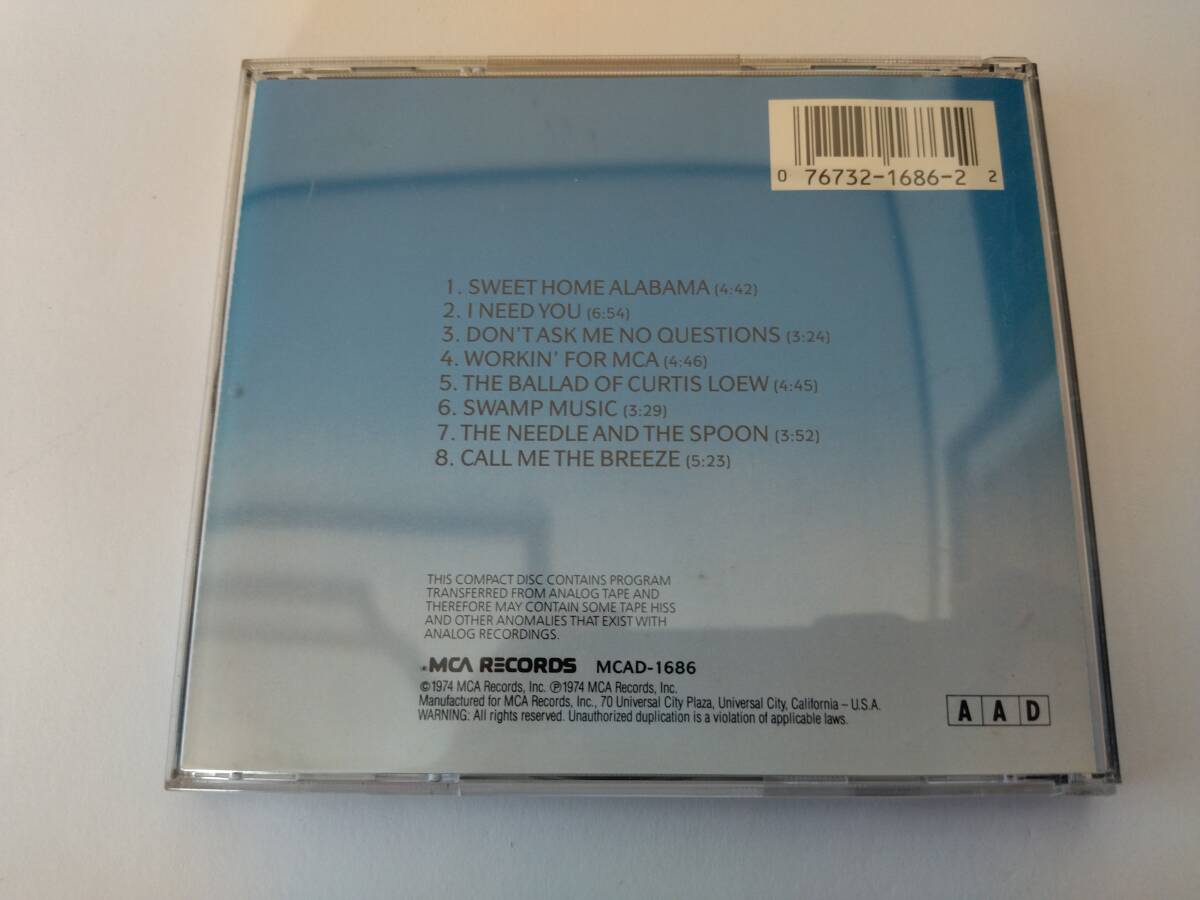 0 76732-1686-2 2
1. SWEET HOME ALABAMA (4:42)
2. I NEED YOU (6:54)
3. DON'T ASK ME NO QUESTIONS (3:24)
4. WORKIN' FOR MCA (4:46)
5. THE BALLAD OF CURTIS LOEW (4:45)
6. SWAMP MUSIC (3:29)
7. THE NEEDLE AND THE SPOON (3:52)
8. CALL ME THE BREEZE (5:23)
THIS COMPACT DISC CONTAINS PROGRAM
TRANSFERRED FROM ANALOG TAPE AND
THEREFORE MAY CONTAIN SOME TAPE HISS
AND OTHER ANOMALIES THAT EXIST WITH
ANALOG RECORDINGS.
MCA RECORDS MCAD-1686
©1974 MCA Records, Inc. ℗1974 MCA Records, Inc.
Manufactured for MCA Records, Inc., 70 Universal City Plaza, Universal City, California – U.S.A.
WARNING: All rights reserved. Unauthorized duplication is a violation of applicable laws.
A A D